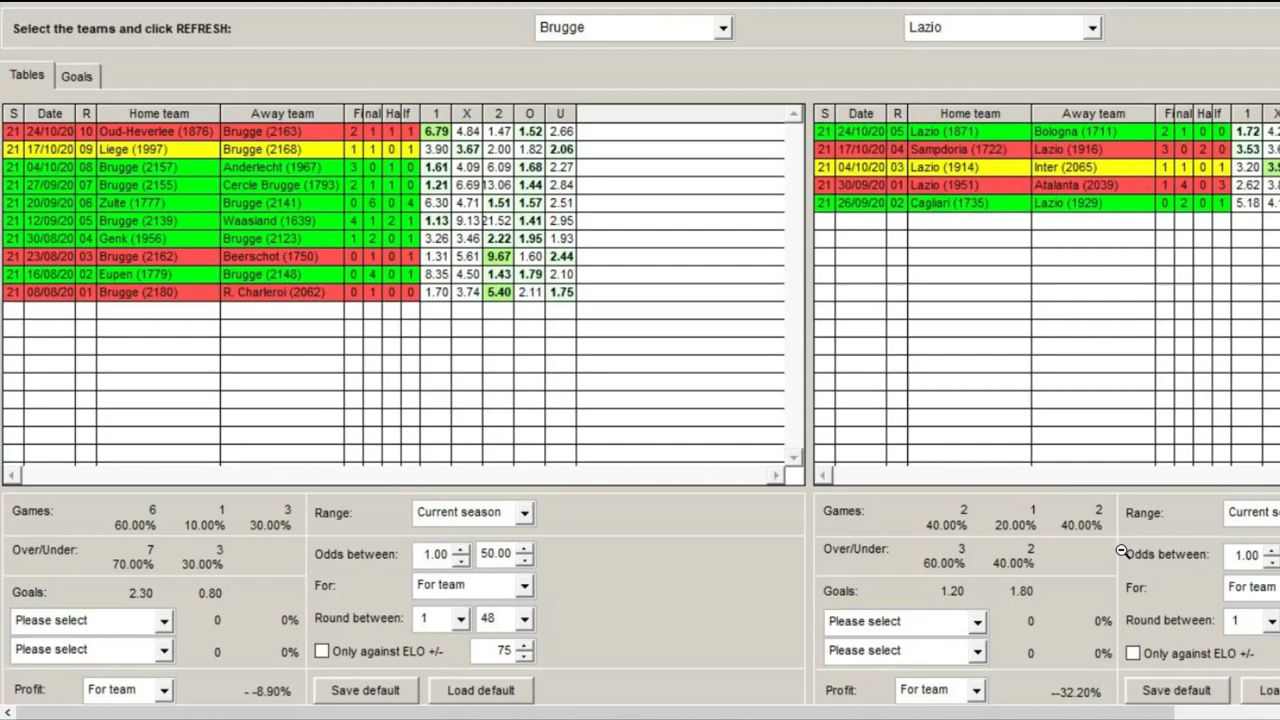 Select the teams and click REFRESH: Brugge Lazio
Tables Goals
S Date R Home team Away team Final Half 1 X 2 O U
21 24/10/20 10 Oud-Heverlee (1876) Brugge (2163) 2 1 1 1 6.79 4.84 1.47 1.52 2.66
21 17/10/20 09 Liege (1997) Brugge (2168) 1 1 0 1 3.90 3.67 2.00 1.82 2.06
21 04/10/20 08 Brugge (2157) Anderlecht (1967) 3 0 1 0 1.61 4.09 6.09 1.68 2.27
21 27/09/20 07 Brugge (2155) Cercle Brugge (1793) 2 1 1 0 1.21 6.69 13.06 1.44 2.84
21 20/09/20 06 Zulte (1777) Brugge (2141) 0 6 0 4 6.30 4.71 1.51 1.57 2.51
21 12/09/20 05 Brugge (2139) Waasland (1639) 4 1 2 1 1.13 9.13 21.52 1.41 2.95
21 30/08/20 04 Genk (1956) Brugge (2123) 1 2 0 1 3.26 3.46 2.22 1.95 1.93
21 23/08/20 03 Brugge (2162) Beerschot (1750) 0 1 0 1 1.31 5.61 9.67 1.60 2.44
21 16/08/20 02 Eupen (1779) Brugge (2148) 0 4 0 1 8.35 4.50 1.43 1.79 2.10
21 08/08/20 01 Brugge (2180) R. Charleroi (2062) 0 1 0 0 1.70 3.74 5.40 2.11 1.75
S Date R Home team Away team Final Half 1
21 24/10/20 05 Lazio (1871) Bologna (1711) 2 1 0 0 1.72
21 17/10/20 04 Sampdoria (1722) Lazio (1916) 3 0 2 0 3.53
21 04/10/20 03 Lazio (1914) Inter (2065) 1 1 0 1 3.20
21 30/09/20 01 Lazio (1951) Atalanta (2039) 1 4 0 3 2.62
21 26/09/20 02 Cagliari (1735) Lazio (1929) 0 2 0 1 5.18
Games: 6 1 3
60.00% 10.00% 30.00%
Over/Under: 7 3
70.00% 30.00%
Goals: 2.30 0.80
Please select 0 0%
Please select 0 0%
Profit: For team - -8.90%
Range: Current season
Odds between: 1.00 50.00
For: For team
Round between: 1 48
Only against ELO +/- 75
Save default Load default
Games: 2 1 2
40.00% 20.00% 40.00%
Over/Under: 3 2
60.00% 40.00%
Goals: 1.20 1.80
Please select 0 0%
Please select 0 0%
Profit: For team --32.20%
Range: Current s
Odds between: 1.00
For: For team
Round between: 1
Only against ELO +/-
Save default Loa